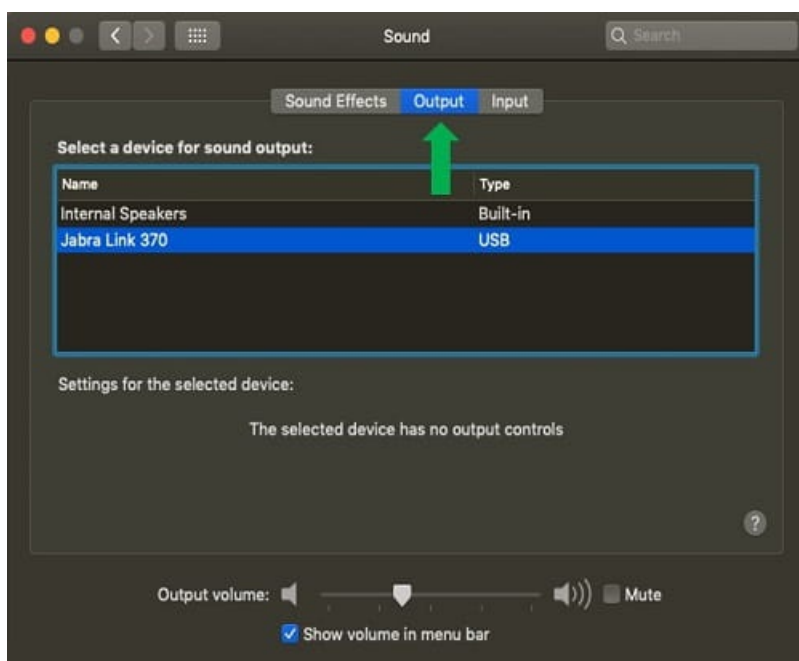 Sound
Search
Sound Effects Output Input
Select a device for sound output:
Name Type
Internal Speakers Built-in
Jabra Link 370 USB
Settings for the selected device:
The selected device has no output controls
?
Output volume: Mute
Show volume in menu bar